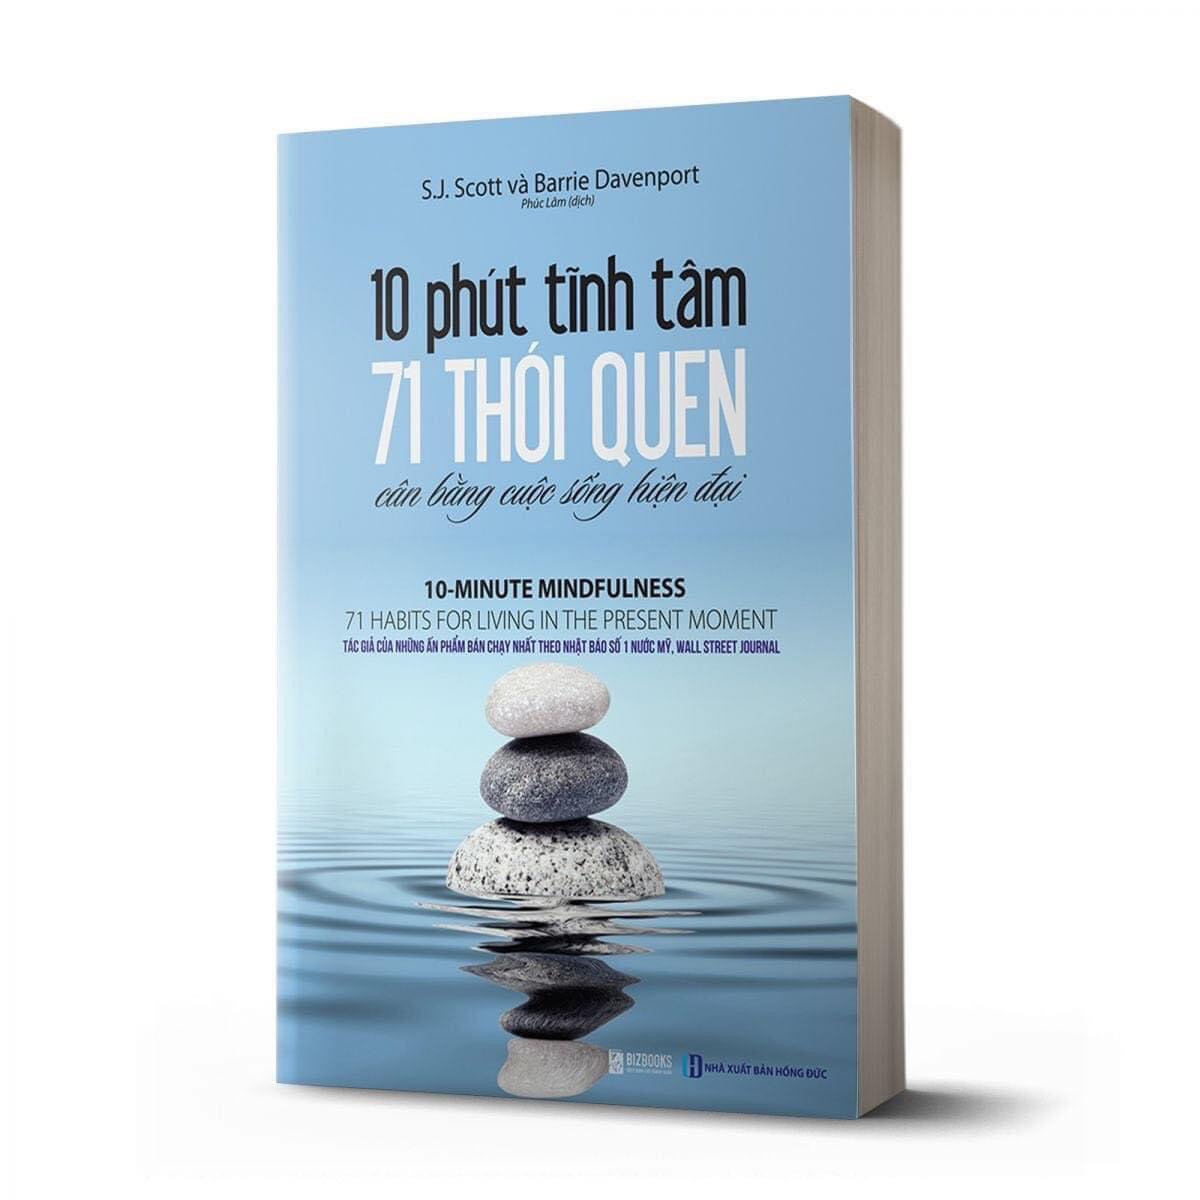 S.J. Scott và Barrie Davenport
Phúc Lâm (dịch)
10 phút tĩnh tâm
71 THÓI QUEN
cân bằng cuộc sống hiện đại
10-MINUTE MINDFULNESS
71 HABITS FOR LIVING IN THE PRESENT MOMENT
TÁC GIẢ CỦA NHỮNG ẤN PHẨM BÁN CHẠY NHẤT THEO NHẬT BÁO SỐ 1 NƯỚC MỸ, WALL STREET JOURNAL
BIZBOOKS
NHÀ XUẤT BẢN HỒNG ĐỨC